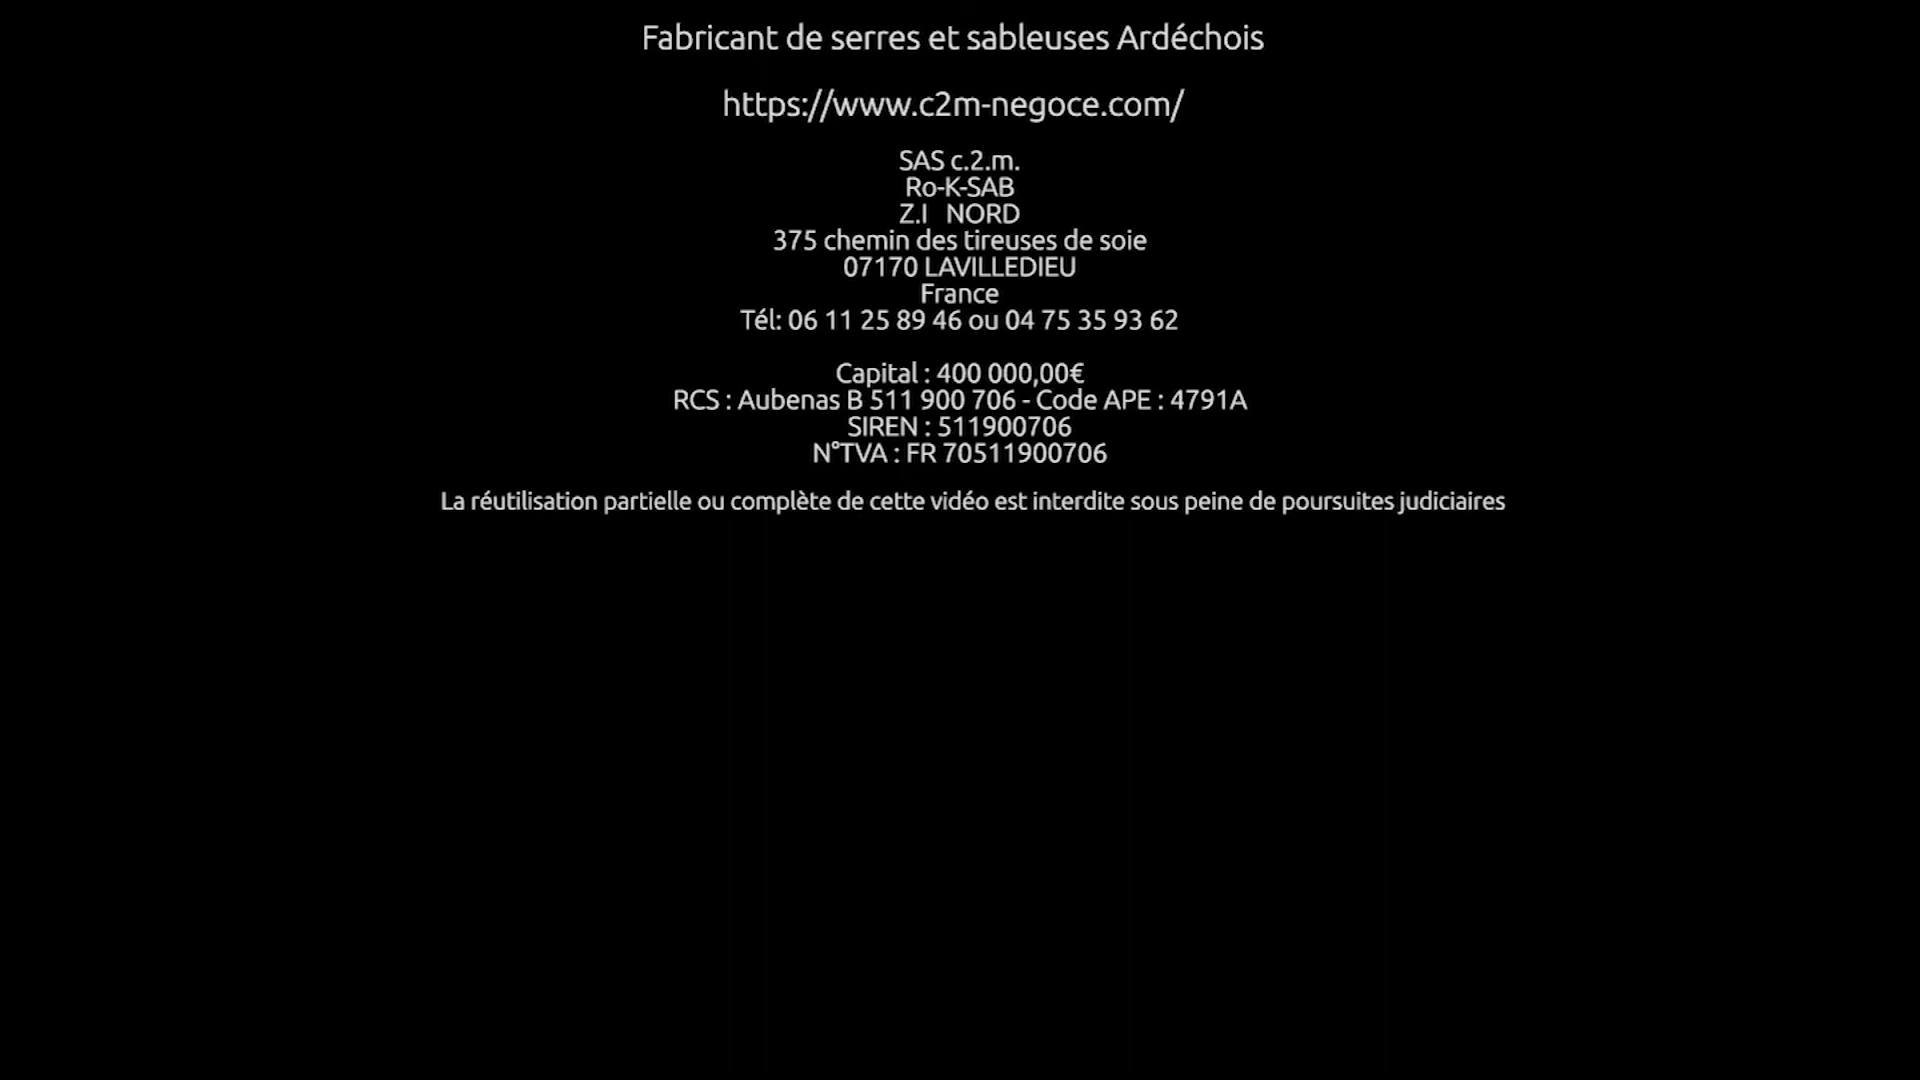 Fabricant de serres et sableuses Ardéchois
https://www.c2m-negoce.com/
SAS c.2.m.
Ro-K-SAB
Z.I   NORD
375 chemin des tireuses de soie
07170 LAVILLEDIEU
France
Tél: 06 11 25 89 46 ou 04 75 35 93 62
Capital : 400 000,00€
RCS : Aubenas B 511 900 706 - Code APE : 4791A
SIREN : 511900706
N°TVA : FR 70511900706
La réutilisation partielle ou complète de cette vidéo est interdite sous peine de poursuites judiciaires